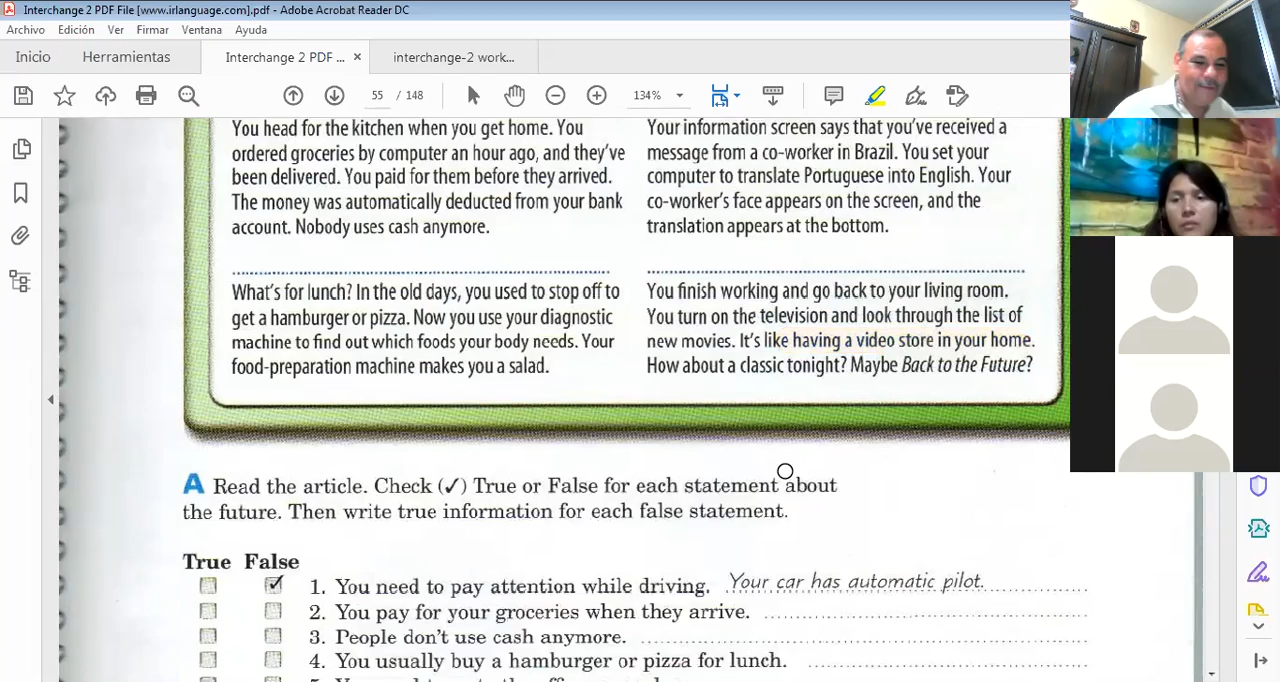 Interchange 2 PDF File [www.irlanguage.com].pdf - Adobe Acrobat Reader DC
Archivo Edición Ver Firmar Ventana Ayuda
Inicio Herramientas Interchange 2 PDF ... × interchange-2 work...
55 / 148 134%
You head for the kitchen when you get home. You
ordered groceries by computer an hour ago, and they've
been delivered. You paid for them before they arrived.
The money was automatically deducted from your bank
account. Nobody uses cash anymore.
What's for lunch? In the old days, you used to stop off to
get a hamburger or pizza. Now you use your diagnostic
machine to find out which foods your body needs. Your
food-preparation machine makes you a salad.
Your information screen says that you've received a
message from a co-worker in Brazil. You set your
computer to translate Portuguese into English. Your
co-worker's face appears on the screen, and the
translation appears at the bottom.
You finish working and go back to your living room.
You turn on the television and look through the list of
new movies. It's like having a video store in your home.
How about a classic tonight? Maybe Back to the Future?
A Read the article. Check (✓) True or False for each statement about
the future. Then write true information for each false statement.
True False
1. You need to pay attention while driving. Your car has automatic pilot.
2. You pay for your groceries when they arrive.
3. People don't use cash anymore.
4. You usually buy a hamburger or pizza for lunch.